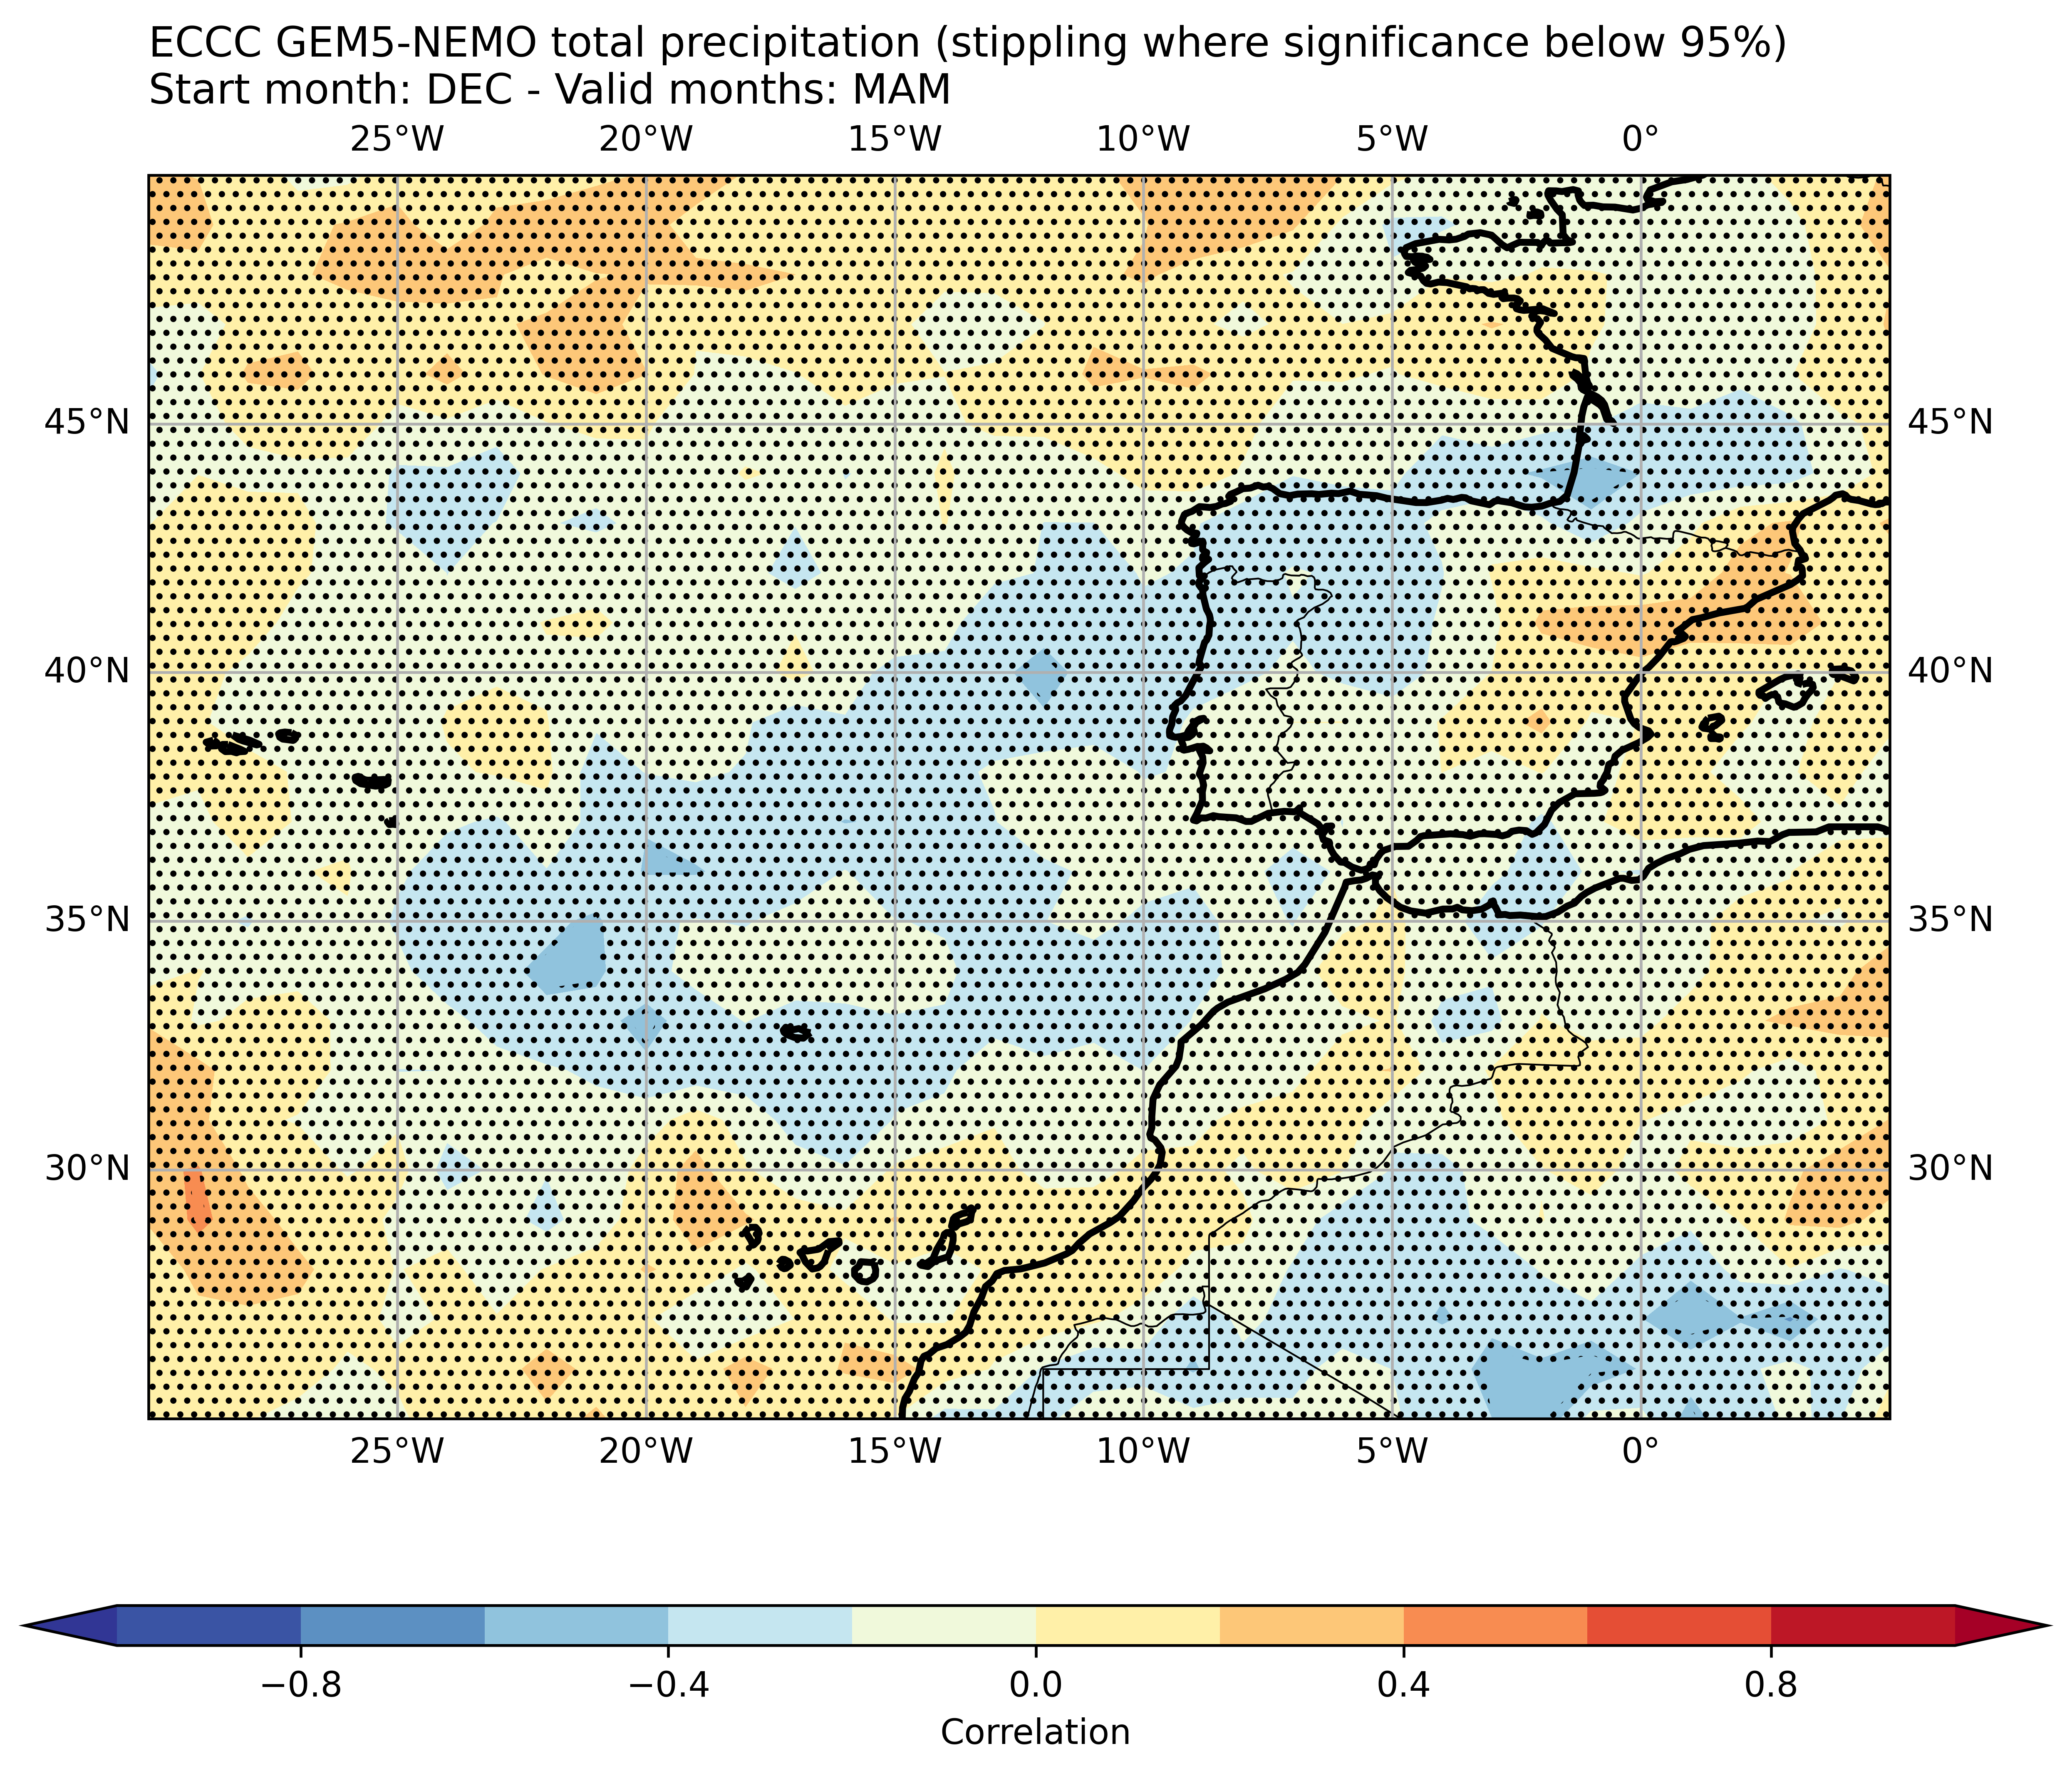 ECCC GEM5-NEMO total precipitation (stippling where significance below 95%)
Start month: DEC - Valid months: MAM
25°W 20°W 15°W 10°W 5°W 0°
45°N 45°N
40°N 40°N
35°N 35°N
30°N 30°N
25°W 20°W 15°W 10°W 5°W 0°
−0.8 −0.4 0.0 0.4 0.8
Correlation